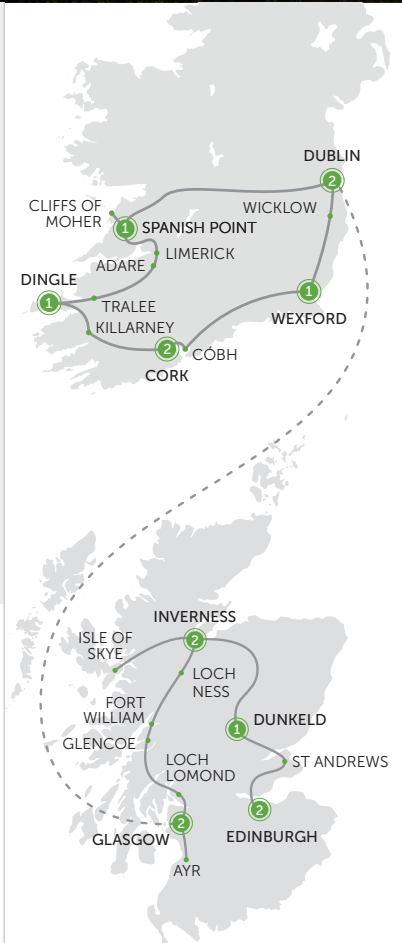 DUBLIN
2
CLIFFS OF
MOHER
WICKLOW
1
SPANISH POINT
LIMERICK
ADARE
DINGLE
1
TRALEE
1
KILLARNEY
WEXFORD
2
CÓBH
CORK
INVERNESS
2
ISLE OF
SKYE
LOCH
NESS
FORT
WILLIAM
DUNKELD
1
GLENCOE
LOCH
LOMOND
ST ANDREWS
2
2
GLASGOW
EDINBURGH
AYR